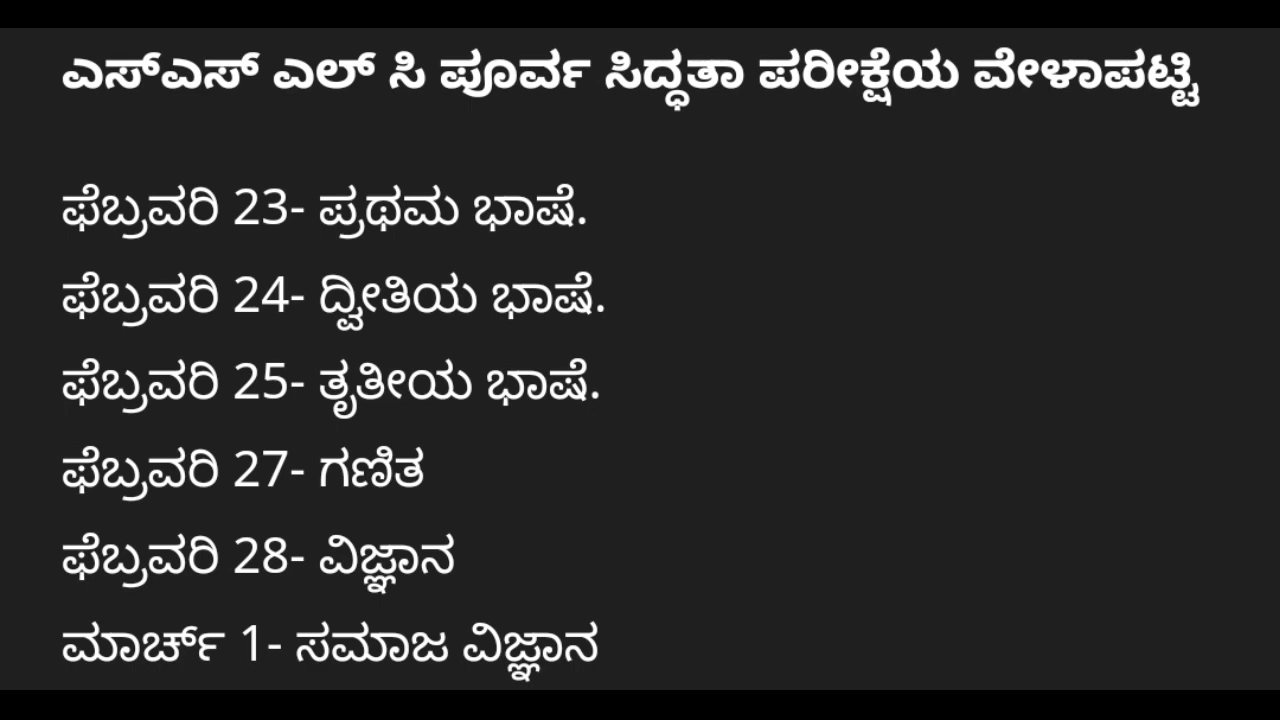 ಎಸ್ಎಸ್ ಎಲ್ ಸಿ ಪೂರ್ವ ಸಿದ್ಧತಾ ಪರೀಕ್ಷೆಯ ವೇಳಾಪಟ್ಟಿ
ಫೆಬ್ರವರಿ 23- ಪ್ರಥಮ ಭಾಷೆ.
ಫೆಬ್ರವರಿ 24- ದ್ವೀತಿಯ ಭಾಷೆ.
ಫೆಬ್ರವರಿ 25- ತೃತೀಯ ಭಾಷೆ.
ಫೆಬ್ರವರಿ 27- ಗಣಿತ
ಫೆಬ್ರವರಿ 28- ವಿಜ್ಞಾನ
ಮಾರ್ಚ್ 1- ಸಮಾಜ ವಿಜ್ಞಾನ